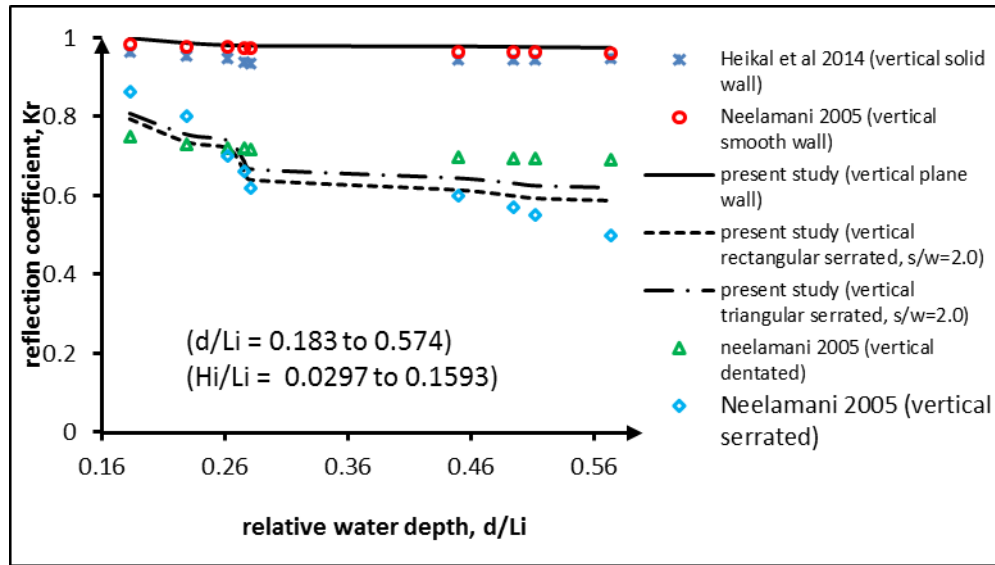 1
0.8
0.6
0.4
0.2
0
reflection coefficient, Kr
(d/Li = 0.183 to 0.574)
(Hi/Li = 0.0297 to 0.1593)
0.16
0.26
0.36
0.46
0.56
relative water depth, d/Li
Heikal et al 2014 (vertical solid
wall)
Neelamani 2005 (vertical
smooth wall)
present study (vertical plane
wall)
present study (vertical
rectangular serrated, s/w=2.0)
present study (vertical
triangular serrated, s/w=2.0)
neelamani 2005 (vertical
dentated)
Neelamani 2005 (vertical
serrated)